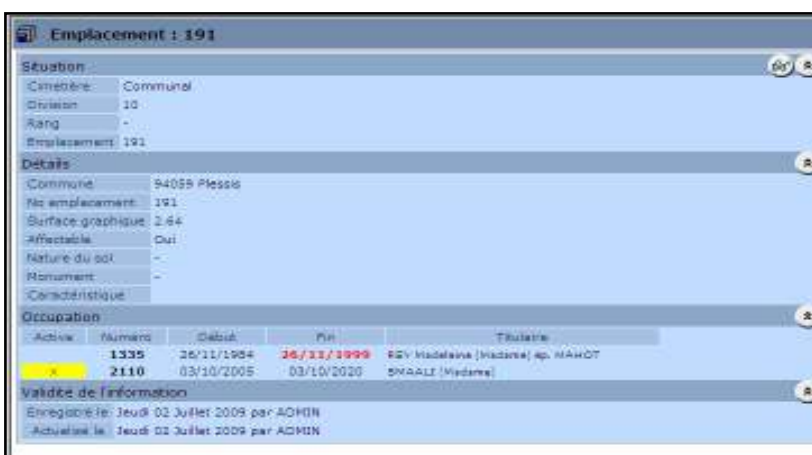 Emplacement : 191
Situation
Cimetière Communal
Division 10
Rang -
Emplacement 191
Détails
Commune 94059 Plessis
No emplacement 191
Surface graphique 2.64
Affectable Oui
Nature du sol -
Monument -
Caractéristique
Occupation
Active Numéro Début Fin Titulaire
1335 26/11/1984 26/11/1999 REY Madeleine (Madame) ep. MAHOT
x 2110 03/10/2005 03/10/2020 SMAALI (Madame)
Validité de l'information
Enregistré le Jeudi 02 Juillet 2009 par ADMIN
Actualisé le Jeudi 02 Juillet 2009 par ADMIN